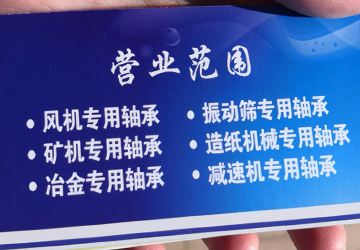 营业范围
• 风机专用轴承 • 振动筛专用轴承
• 矿机专用轴承 • 造纸机械专用轴承
• 冶金专用轴承 • 减速机专用轴承